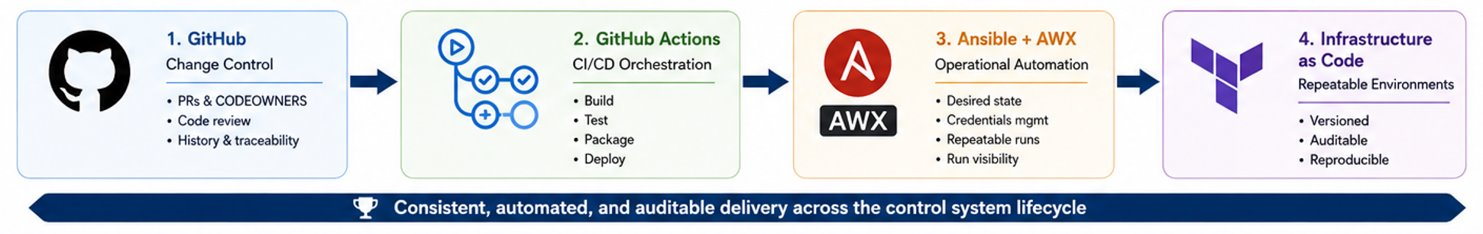 1. GitHub
Change Control
• PRs & CODEOWNERS
• Code review
• History & traceability
2. GitHub Actions
CI/CD Orchestration
• Build
• Test
• Package
• Deploy
AWX
3. Ansible + AWX
Operational Automation
• Desired state
• Credentials mgmt
• Repeatable runs
• Run visibility
4. Infrastructure
as Code
Repeatable Environments
• Versioned
• Auditable
• Reproducible
Consistent, automated, and auditable delivery across the control system lifecycle